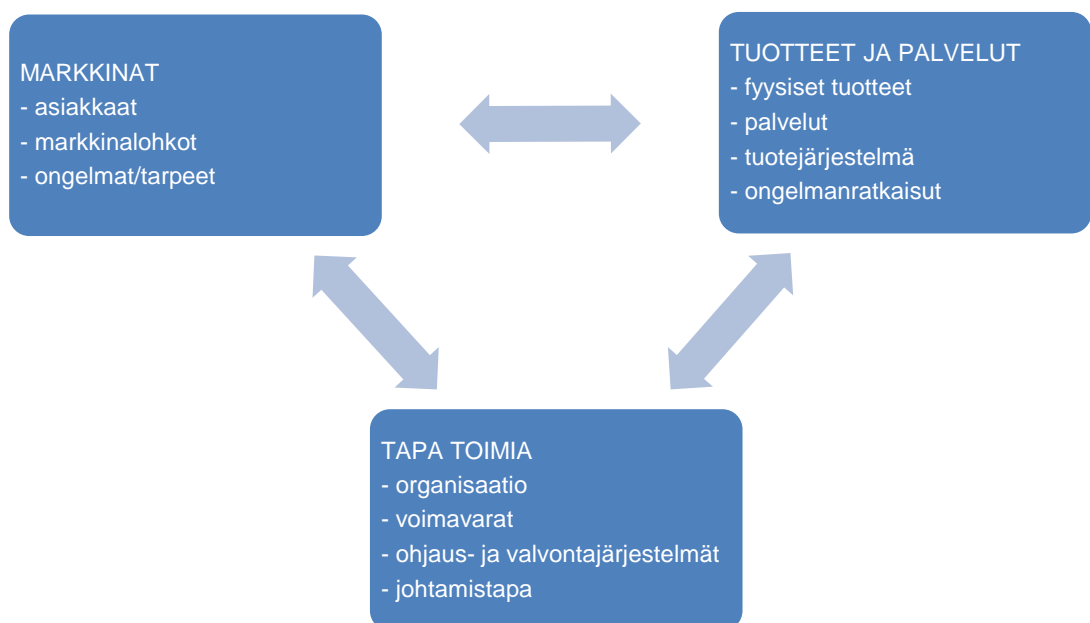 MARKKINAT
- asiakkaat
- markkinalohkot
- ongelmat/tarpeet
TUOTTEET JA PALVELUT
- fyysiset tuotteet
- palvelut
- tuotejärjestelmä
- ongelmanratkaisut
TAPA TOIMIA
- organisaatio
- voimavarat
- ohjaus- ja valvontajärjestelmät
- johtamistapa